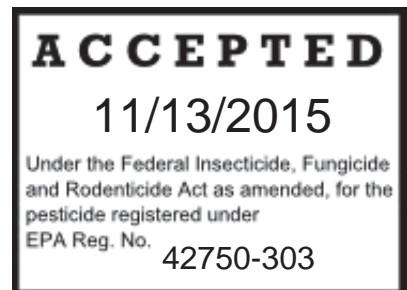 ACCEPTED
11/13/2015
Under the Federal Insecticide, Fungicide
and Rodenticide Act as amended, for the
pesticide registered under
EPA Reg. No. 42750-303